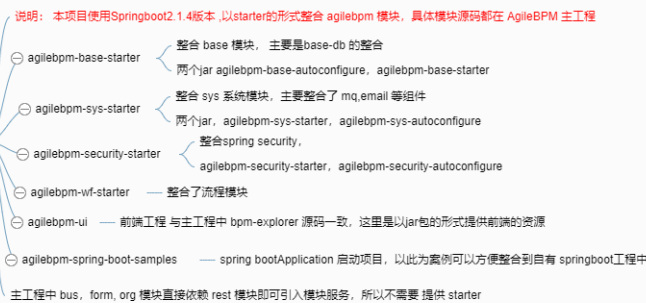 说明： 本项目使用Springboot2.1.4版本 ,以starter的形式整合 agilebpm 模块，具体模块源码都在 AgileBPM 主工程
agilebpm-base-starter
整合 base 模块， 主要是base-db 的整合
两个jar agilebpm-base-autoconfigure，agilebpm-base-starter
agilebpm-sys-starter
整合 sys 系统模块，主要整合了 mq,email 等组件
两个jar，agilebpm-sys-starter，agilebpm-sys-autoconfigure
agilebpm-security-starter
整合spring security，
agilebpm-security-starter，agilebpm-security-autoconfigure
agilebpm-wf-starter
整合了流程模块
agilebpm-ui
前端工程 与主工程中 bpm-explorer 源码一致，这里是以jar包的形式提供前端的资源
agilebpm-spring-boot-samples
spring bootApplication 启动项目，以此为案例可以方便整合到自有 springboot工程中
主工程中 bus，form, org 模块直接依赖 rest 模块即可引入模块服务，所以不需要 提供 starter